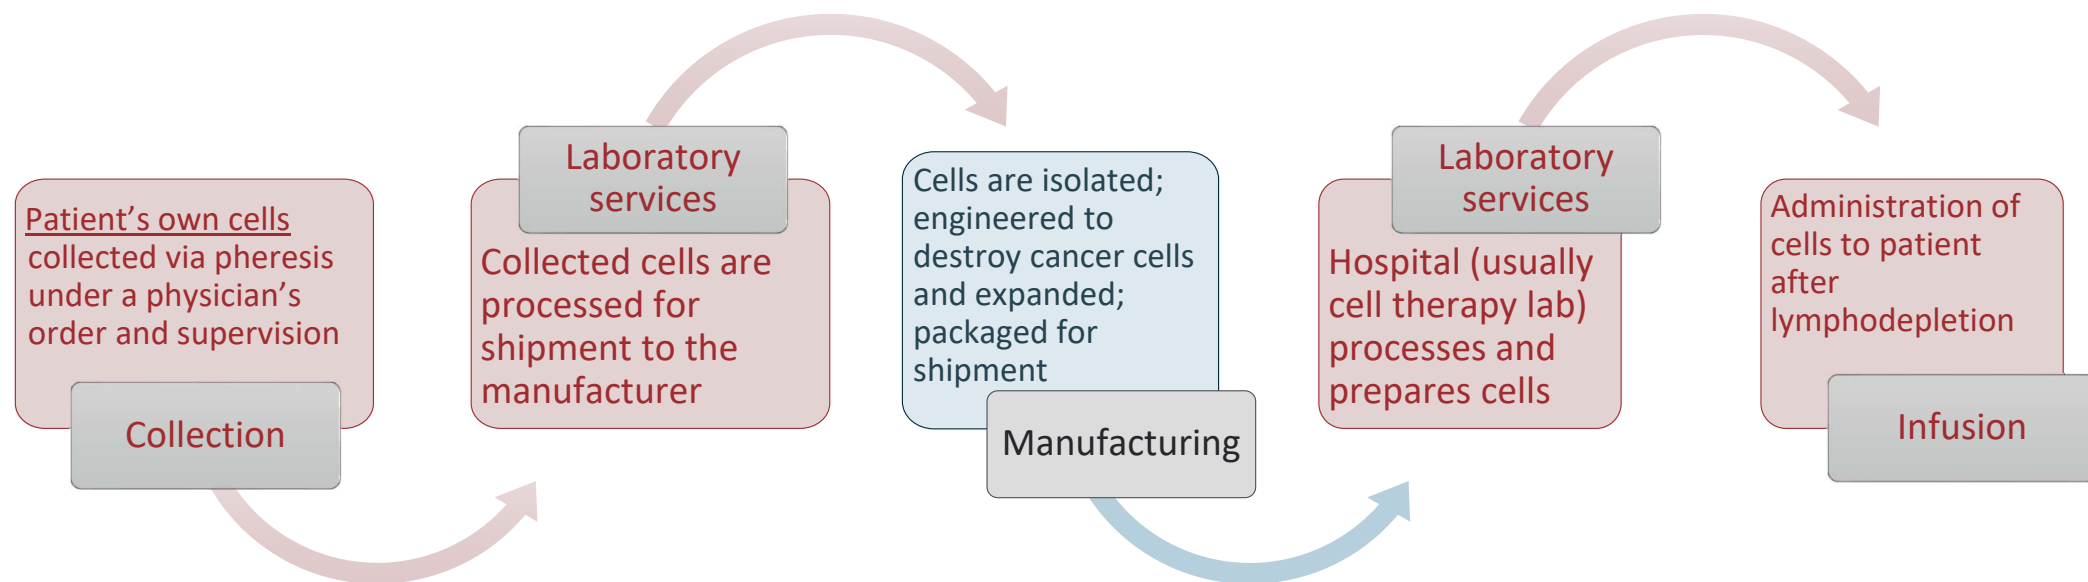 Patient’s own cells
collected via pheresis
under a physician’s
order and supervision
Collection
Laboratory
services
Collected cells are
processed for
shipment to the
manufacturer
Cells are isolated;
engineered to
destroy cancer cells
and expanded;
packaged for
shipment
Manufacturing
Laboratory
services
Hospital (usually
cell therapy lab)
processes and
prepares cells
Administration of
cells to patient
after
lymphodepletion
Infusion